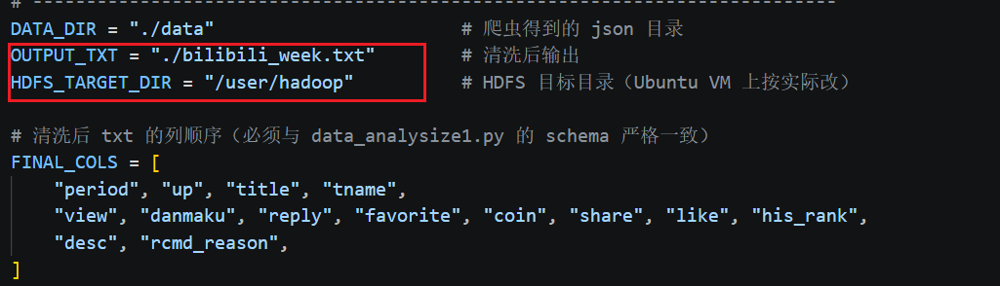 # ---------------------------------------------------------------------------
DATA_DIR = "./data"                     # 爬虫得到的 json 目录
OUTPUT_TXT = "./bilibili_week.txt"        # 清洗后输出
HDFS_TARGET_DIR = "/user/hadoop"          # HDFS 目标目录（Ubuntu VM 上按实际改）
# 清洗后 txt 的列顺序（必须与 data_analysize1.py 的 schema 严格一致）
FINAL_COLS = [
    "period", "up", "title", "tname",
    "view", "danmaku", "reply", "favorite", "coin", "share", "like", "his_rank",
    "desc", "rcmd_reason",
]